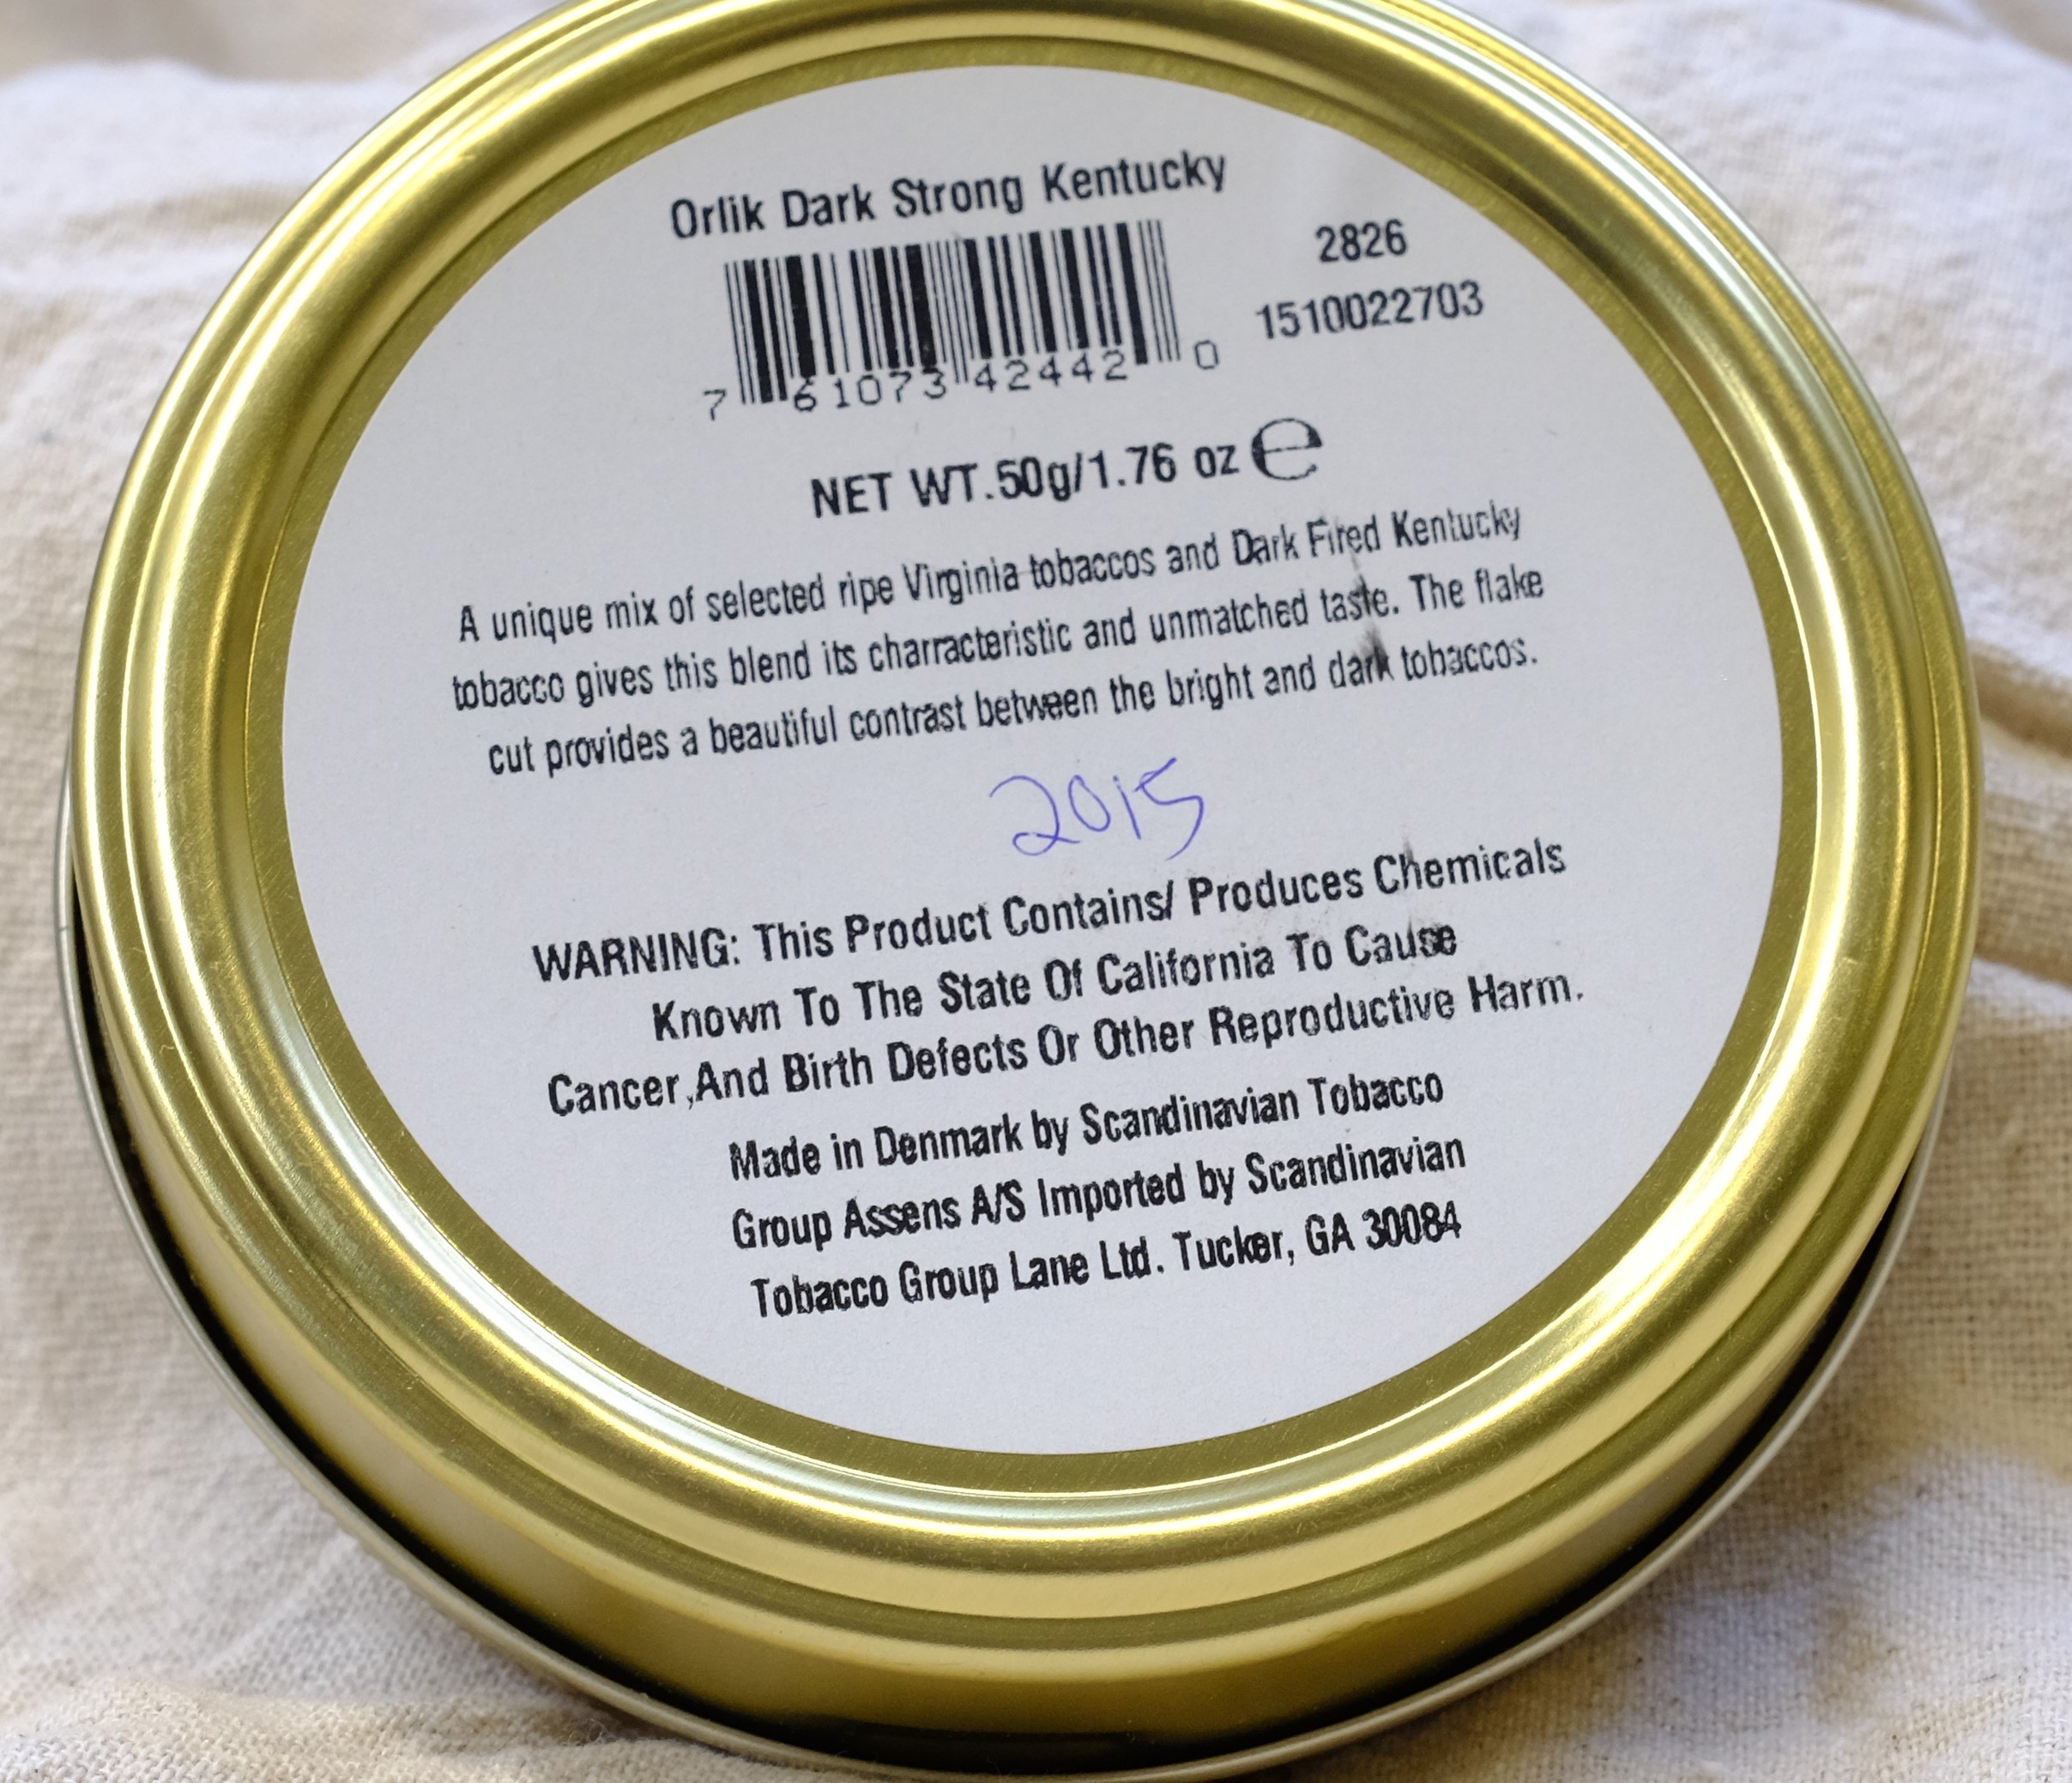 Orlik Dark Strong Kentucky
2826
1510022703
7 61073 42442 0
NET WT.50g/1.76 oz ℮
A unique mix of selected ripe Virginia tobaccos and Dark Fired Kentucky
tobacco gives this blend its charracteristic and unmatched taste. The flake
cut provides a beautiful contrast between the bright and dark tobaccos.
2015
WARNING: This Product Contains/ Produces Chemicals
Known To The State Of California To Cause
Cancer,And Birth Defects Or Other Reproductive Harm.
Made in Denmark by Scandinavian Tobacco
Group Assens A/S Imported by Scandinavian
Tobacco Group Lane Ltd. Tucker, GA 30084